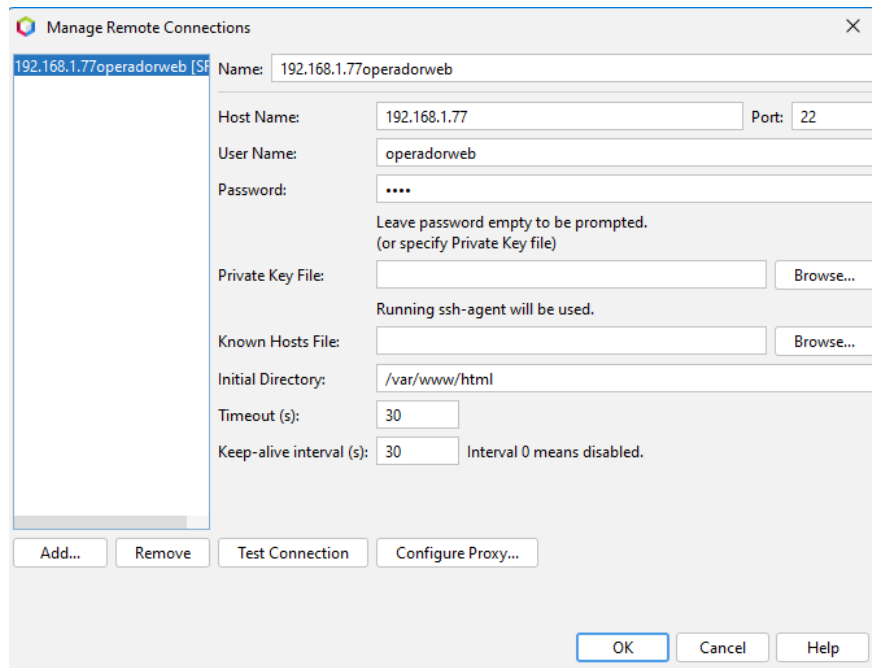 Manage Remote Connections
192.168.1.77operadorweb [SF
Name: 192.168.1.77operadorweb
Host Name: 192.168.1.77 Port: 22
User Name: operadorweb
Password: ••••
Leave password empty to be prompted.
(or specify Private Key file)
Private Key File: Browse...
Running ssh-agent will be used.
Known Hosts File: Browse...
Initial Directory: /var/www/html
Timeout (s): 30
Keep-alive interval (s): 30 Interval 0 means disabled.
Add... Remove Test Connection Configure Proxy...
OK Cancel Help